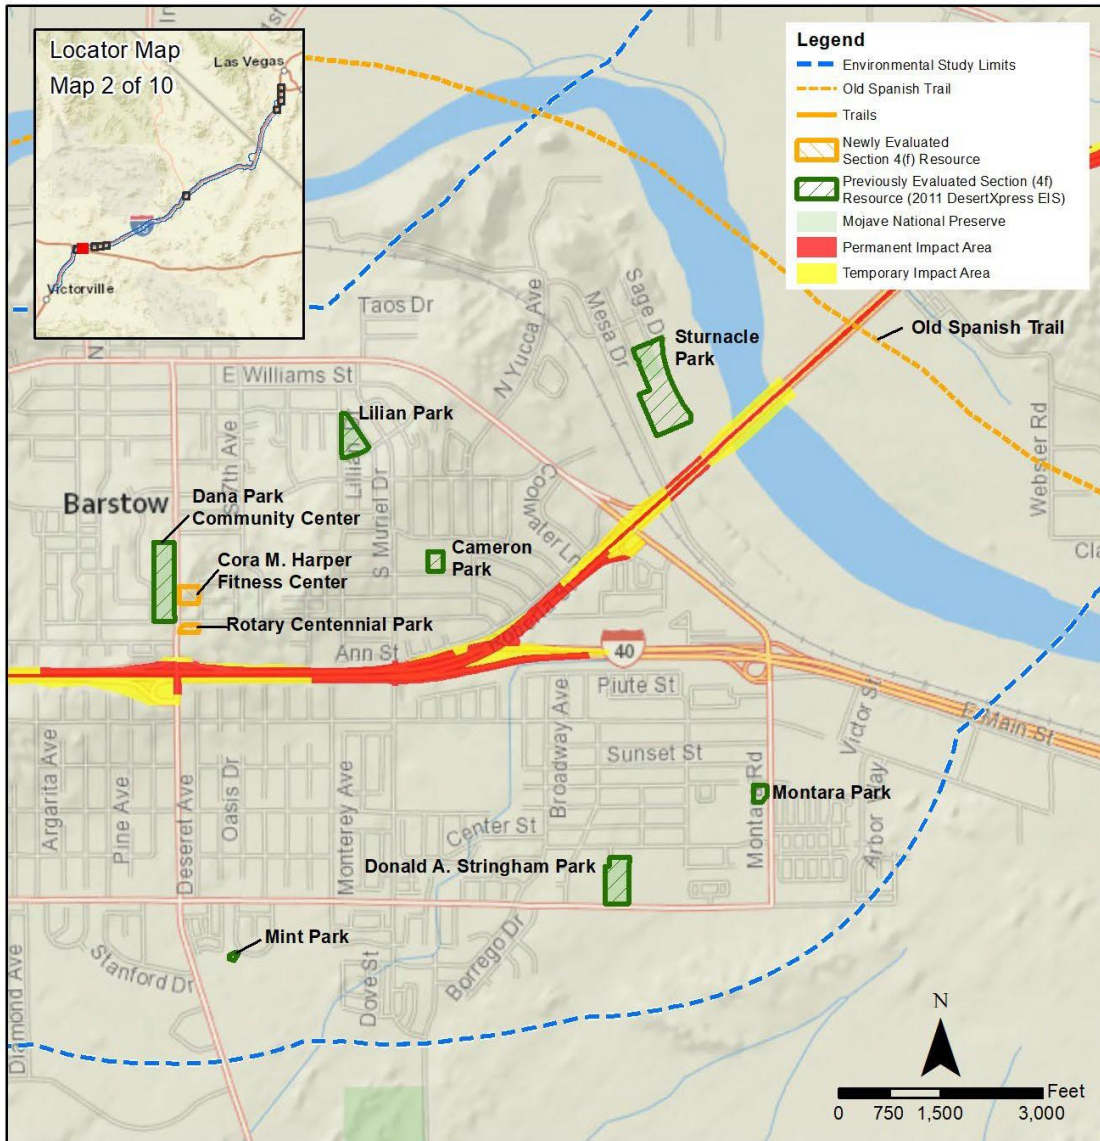 Locator Map
Map 2 of 10
Las Vegas
Victorville
Legend
Environmental Study Limits
Old Spanish Trail
Trails
Newly Evaluated
Section 4(f) Resource
Previously Evaluated Section (4f)
Resource (2011 DesertXpress EIS)
Mojave National Preserve
Permanent Impact Area
Temporary Impact Area
Taos Dr
N Yucca Ave
Mesa Dr
Sage Dr
Sturnacle
Park
Old Spanish Trail
E Williams St
Lilian Park
S 7th Ave
Lillian
S Muriel Dr
Webster Rd
Barstow
Dana Park
Community Center
Cora M. Harper
Fitness Center
Cameron
Park
Coolwater Ln
Rotary Centennial Park
Ann St
40
Piute St
E Main St
Victor St
Argarita Ave
Pine Ave
Deseret Ave
Oasis Dr
Monterey Ave
Broadway Ave
Sunset St
Center St
Montara Park
Arbor Way
Donald A. Stringham Park
Mint Park
Stanford Dr
Diamond Ave
Dove St
Borrego Dr
N
Feet
0 750 1,500 3,000